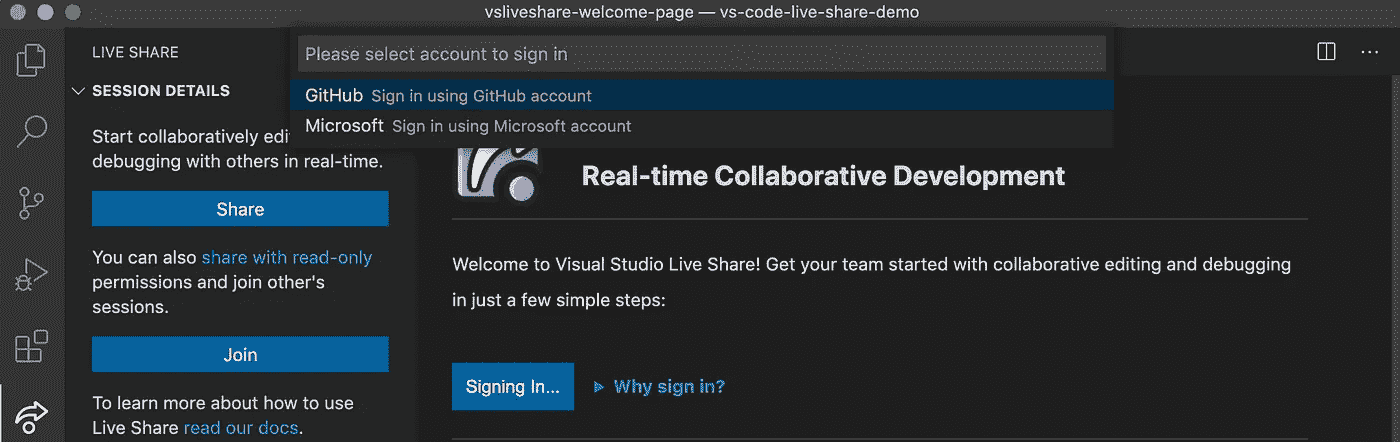 vsliveshare-welcome-page — vs-code-live-share-demo
LIVE SHARE
Please select account to sign in
SESSION DETAILS
GitHub Sign in using GitHub account
Microsoft Sign in using Microsoft account
Start collaboratively edi
debugging with others in real-time.
Share
You can also share with read-only
permissions and join other's
sessions.
Join
To learn more about how to use
Live Share read our docs.
Real-time Collaborative Development
Welcome to Visual Studio Live Share! Get your team started with collaborative editing and debugging
in just a few simple steps:
Signing In... Why sign in?